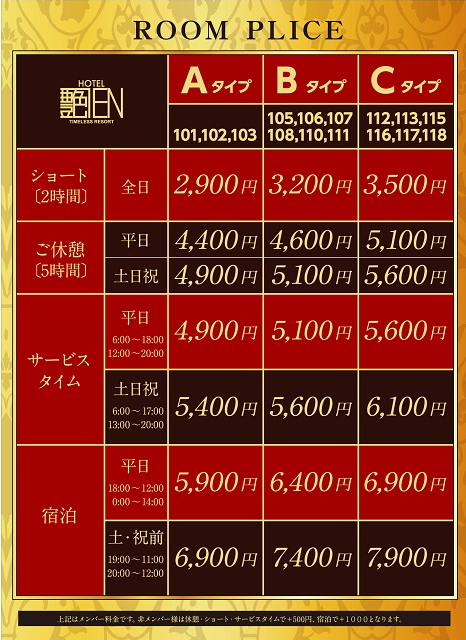 ROOM PLICE
HOTEL
艶EN
TIMELESS RESORT
Aタイプ
Bタイプ
Cタイプ
101,102,103
105,106,107
108,110,111
112,113,115
116,117,118
ショート
〔2時間〕
全日
2,900円
3,200円
3,500円
ご休憩
〔5時間〕
平日
4,400円
4,600円
5,100円
土日祝
4,900円
5,100円
5,600円
サービス
タイム
平日
6:00〜18:00
12:00〜20:00
4,900円
5,100円
5,600円
土日祝
6:00〜17:00
13:00〜20:00
5,400円
5,600円
6,100円
宿泊
平日
18:00〜12:00
0:00〜14:00
5,900円
6,400円
6,900円
土・祝前
19:00〜11:00
20:00〜12:00
6,900円
7,400円
7,900円
上記はメンバー料金です。非メンバー様は休憩・ショート・サービスタイムで+500円、宿泊で+1000となります。